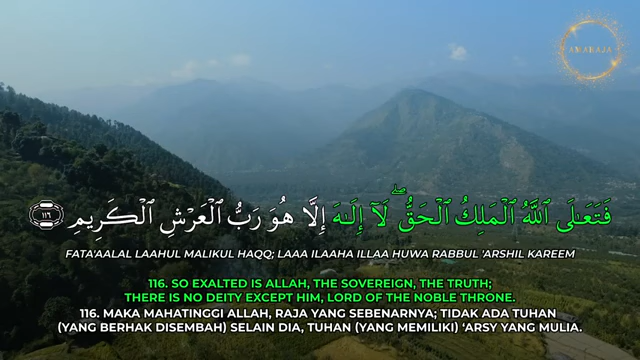 AMARAJA
فَتَعَٰلَى ٱللَّهُ ٱلْمَلِكُ ٱلْحَقُّ ۖ لَآ إِلَٰهَ إِلَّا هُوَ رَبُّ ٱلْعَرْشِ ٱلْكَرِيمِ ١١٦
FATA'AALAL LAAHUL MALIKUL HAQQ; LAAA ILAAHA ILLAA HUWA RABBUL 'ARSHIL KAREEM
116. SO EXALTED IS ALLAH, THE SOVEREIGN, THE TRUTH;
THERE IS NO DEITY EXCEPT HIM, LORD OF THE NOBLE THRONE.
116. MAKA MAHATINGGI ALLAH, RAJA YANG SEBENARNYA; TIDAK ADA TUHAN
(YANG BERHAK DISEMBAH) SELAIN DIA, TUHAN (YANG MEMILIKI) ‘ARSY YANG MULIA.